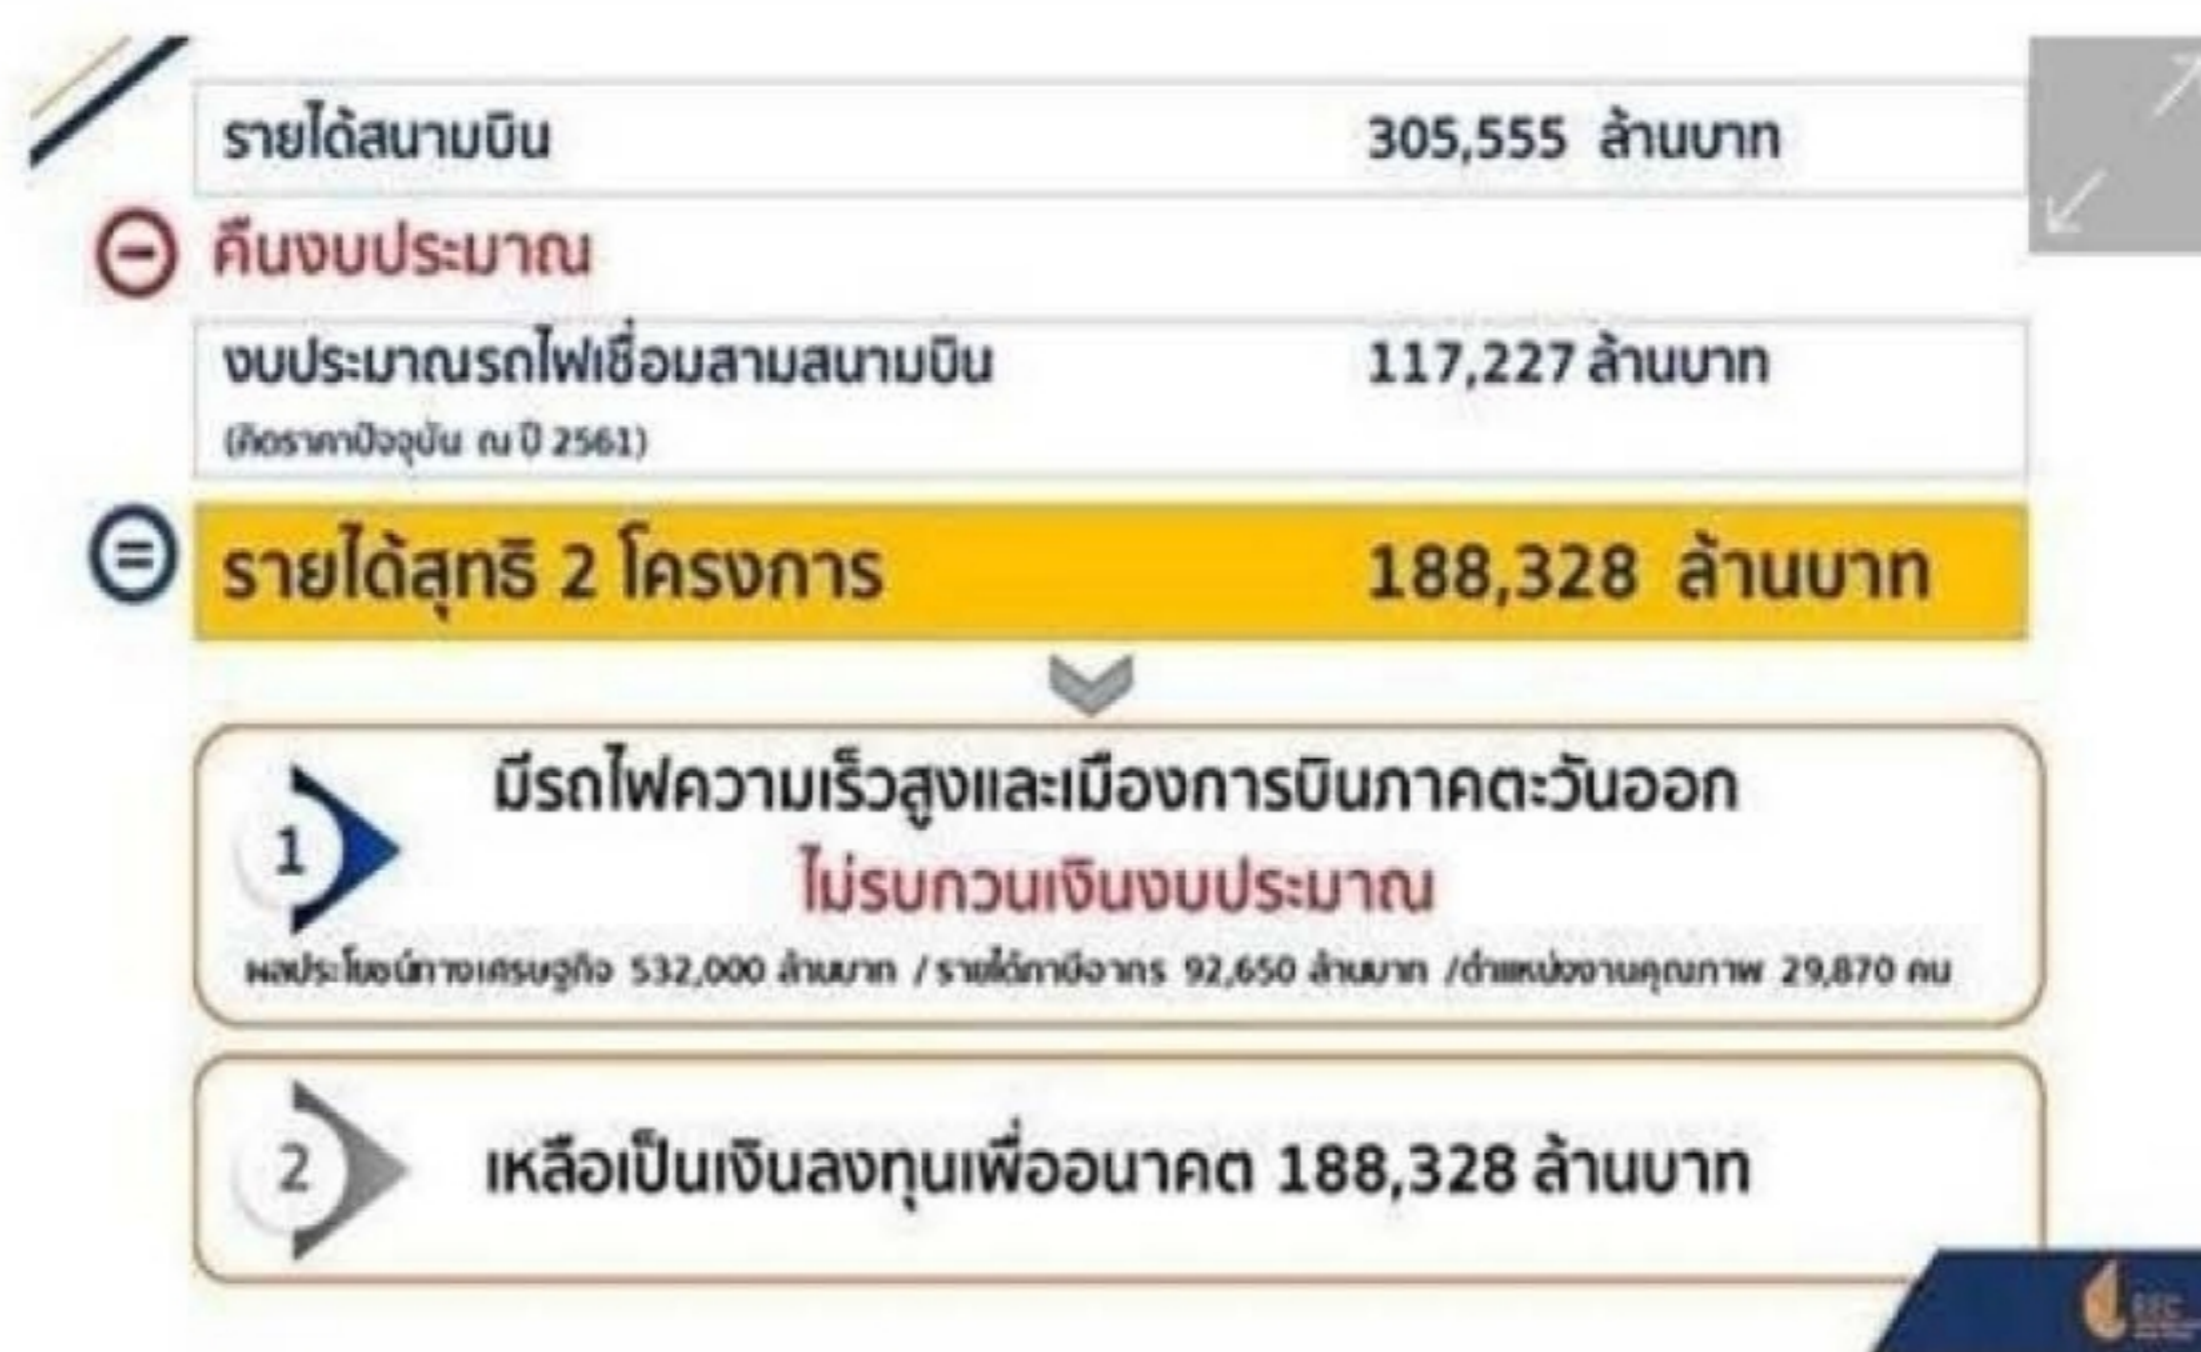 รายได้สนามบิน 305,555 ล้านบาท
คืนงบประมาณ
งบประมาณรถไฟเชื่อมสามสนามบิน 117,227 ล้านบาท
(คิดราคาปัจจุบัน ณ ปี 2561)
รายได้สุทธิ 2 โครงการ 188,328 ล้านบาท
1 มีรถไฟความเร็วสูงและเมืองการบินภาคตะวันออก
ไม่รบกวนเงินงบประมาณ
ผลประโยชน์ทางเศรษฐกิจ 532,000 ล้านบาท / รายได้ภาษีอากร 92,650 ล้านบาท /ตำแหน่งงานคุณภาพ 29,870 คน
2 เหลือเป็นเงินลงทุนเพื่ออนาคต 188,328 ล้านบาท
EEC